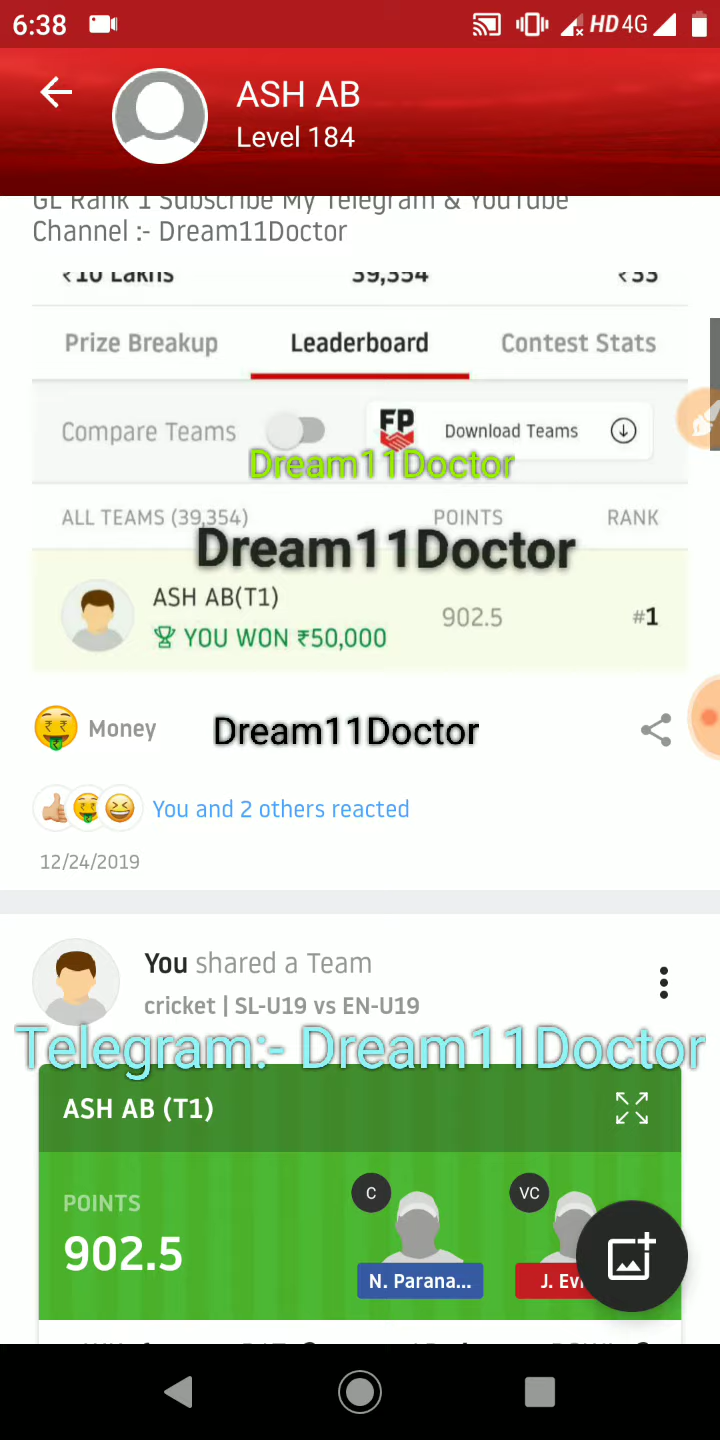 6:38 HD 4G
ASH AB
Level 184
GL Rank 1 Subscribe My Telegram & YouTube
Channel :- Dream11Doctor
₹10 Lakhs 39,354 ₹33
Prize Breakup Leaderboard Contest Stats
Compare Teams FP Download Teams
Dream11Doctor
ALL TEAMS (39,354) POINTS RANK
Dream11Doctor
ASH AB(T1)
YOU WON ₹50,000 902.5 #1
Money Dream11Doctor
You and 2 others reacted
12/24/2019
You shared a Team
cricket | SL-U19 vs EN-U19
Telegram:- Dream11Doctor
ASH AB (T1)
C VC
POINTS
902.5
N. Parana... J. Evi